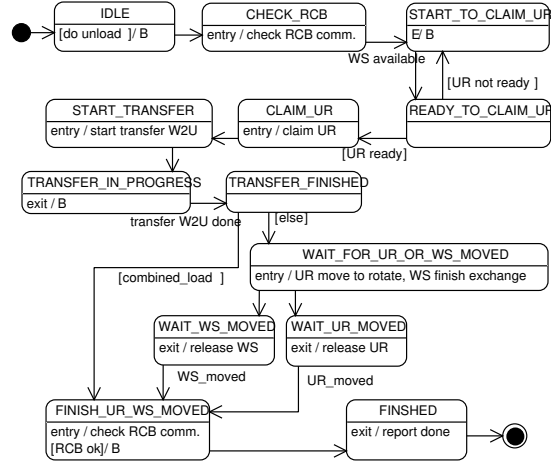 IDLE
[do unload ]/ B
CHECK_RCB
entry / check RCB comm.
START_TO_CLAIM_UR
E/ B
WS available
[UR not ready ]
START_TRANSFER
entry / start transfer W2U
CLAIM_UR
entry / claim UR
READY_TO_CLAIM_UR
[UR ready]
TRANSFER_IN_PROGRESS
exit / B
TRANSFER_FINISHED
transfer W2U done
[else]
WAIT_FOR_UR_OR_WS_MOVED
entry / UR move to rotate, WS finish exchange
[combined_load ]
WAIT_WS_MOVED
exit / release WS
WAIT_UR_MOVED
exit / release UR
WS_moved
UR_moved
FINISH_UR_WS_MOVED
entry / check RCB comm.
[RCB ok]/ B
FINSHED
exit / report done